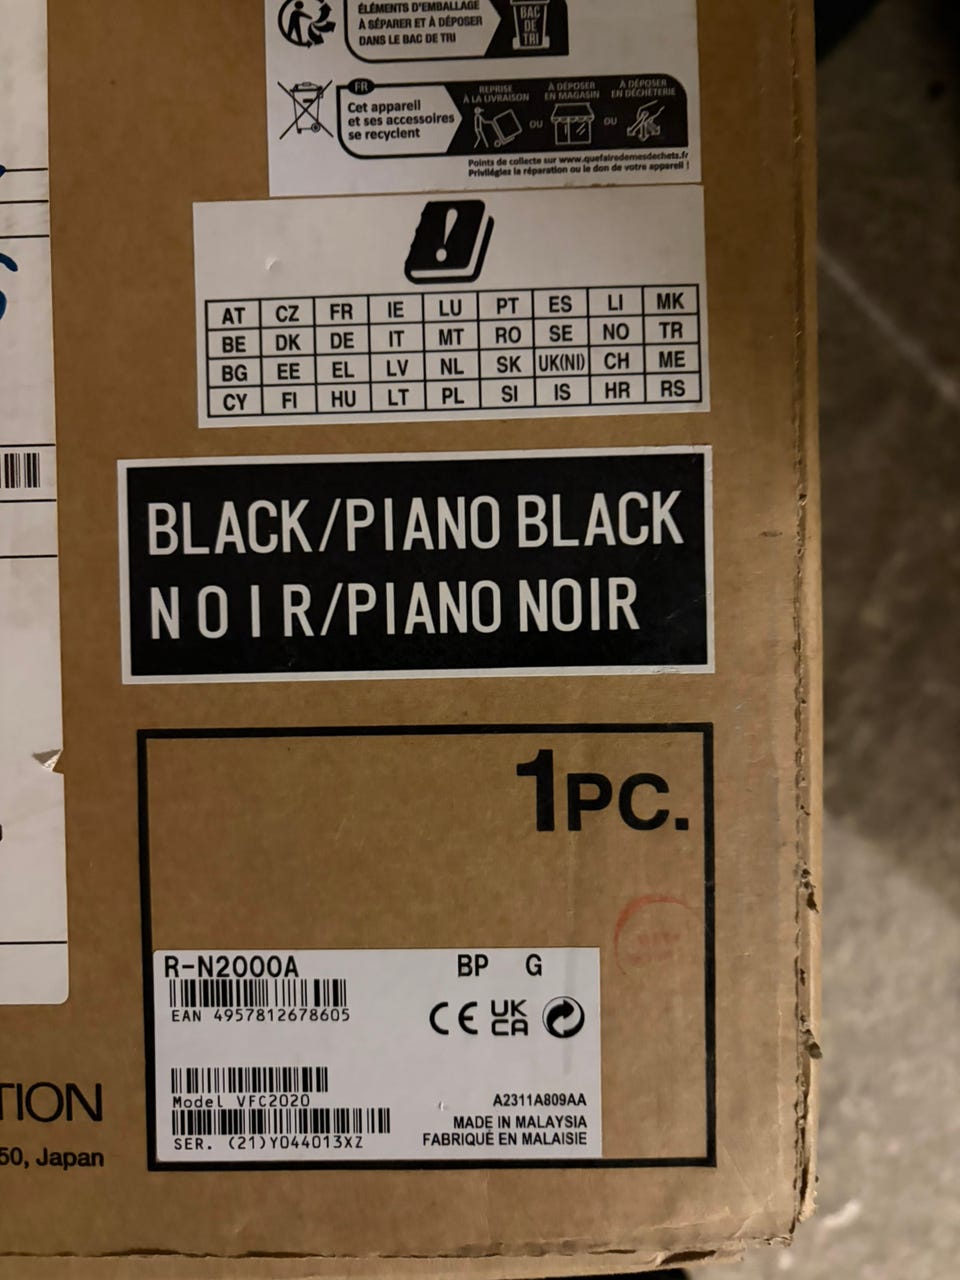 ÉLÉMENTS D'EMBALLAGE
À SÉPARER ET À DÉPOSER
DANS LE BAC DE TRI
BAC
DE
TRI
FR
Cet appareil
et ses accessoires
se recyclent
REPRISE
À LA LIVRAISON
OU
À DÉPOSER
EN MAGASIN
OU
À DÉPOSER
EN DÉCHÈTERIE
Points de collecte sur www.quefairedemesdechets.fr
Privilégiez la réparation ou le don de votre appareil !
AT CZ FR IE LU PT ES LI MK
BE DK DE IT MT RO SE NO TR
BG EE EL LV NL SK UK(NI) CH ME
CY FI HU LT PL SI IS HR RS
BLACK/PIANO BLACK
NOIR/PIANO NOIR
1PC.
R-N2000A BP G
EAN 4957812678605
CE UK
CA
Model VFC2020
A2311A809AA
SER. (21)Y044013XZ
MADE IN MALAYSIA
FABRIQUÉ EN MALAISIE
TION
50, Japan